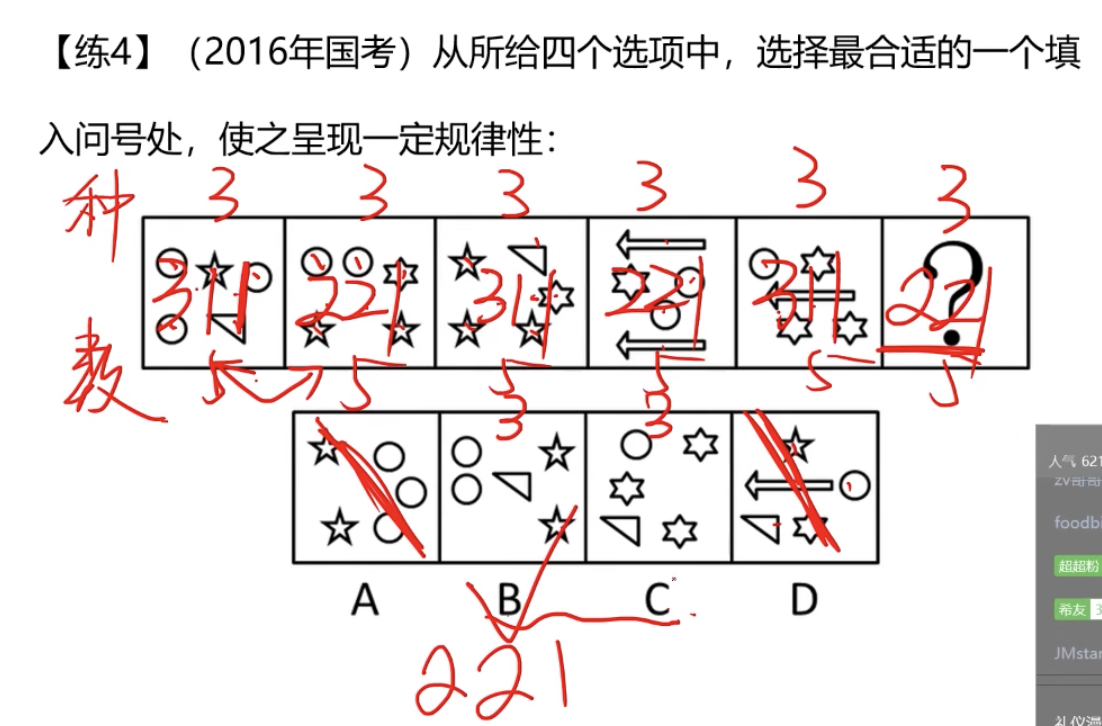 【练4】（2016年国考）从所给四个选项中，选择最合适的一个填
入问号处，使之呈现一定规律性：
种 3 3 3 3 3 3
311 221 311 221 311 ? 221
数 5 5 5 5 5 5
3 3
A B C D
221
人气 621
zv哥哥
foodbi
超超粉
希友 3
JMstar
礼仪漫